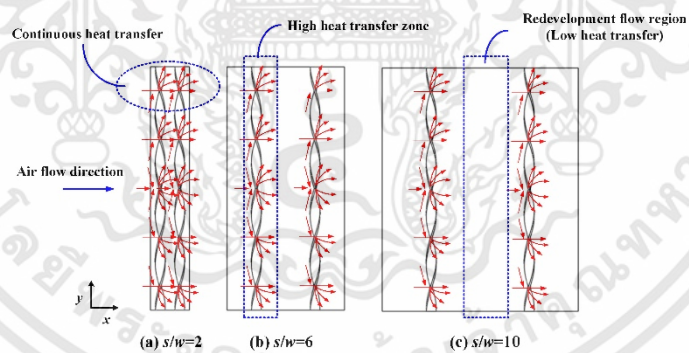 Continuous heat transfer
High heat transfer zone
Redevelopment flow region
(Low heat transfer)
Air flow direction
y
x
(a) s/w=2
(b) s/w=6
(c) s/w=10